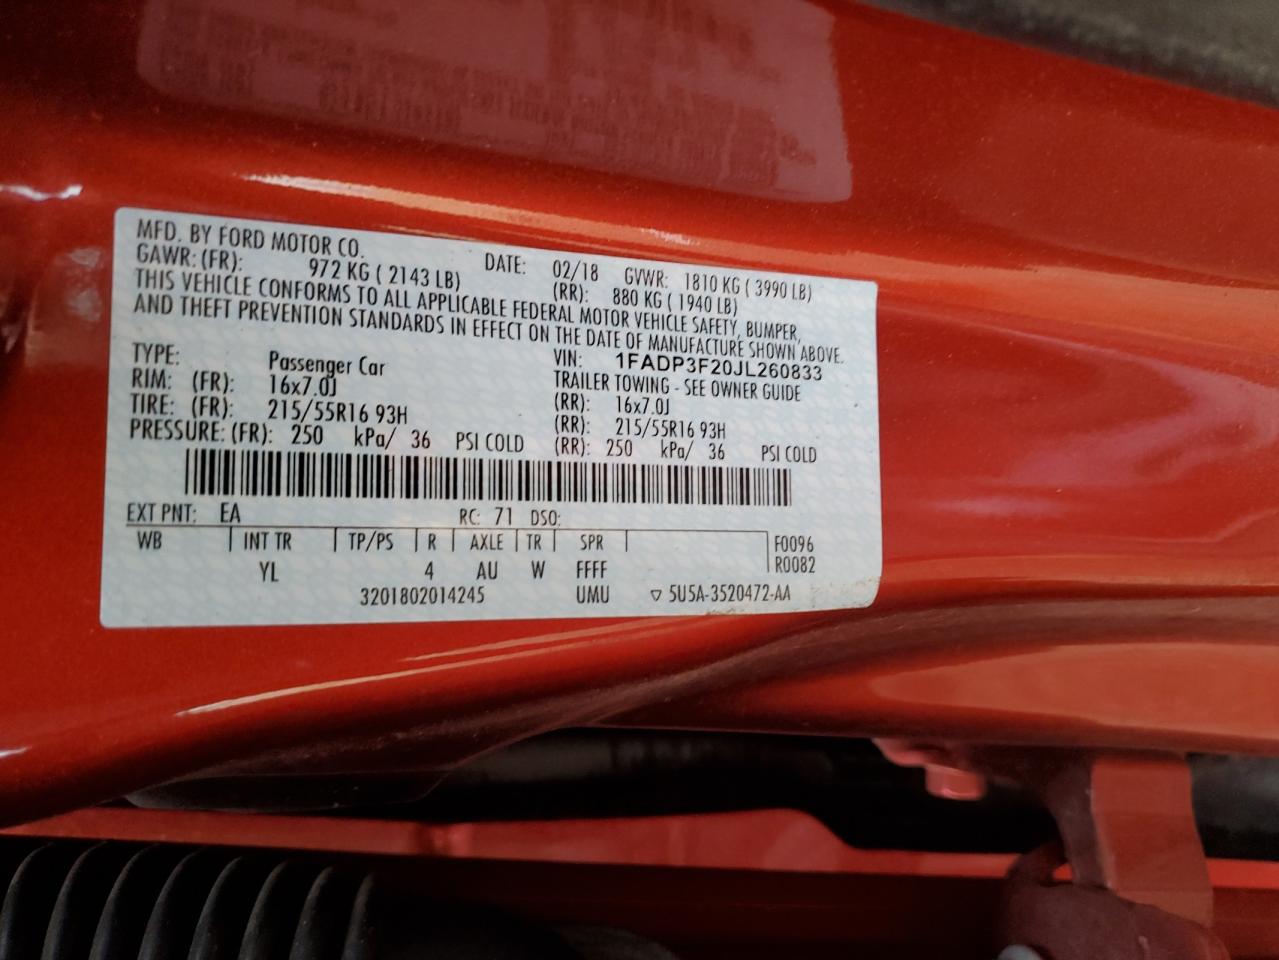 MFD. BY FORD MOTOR CO.
DATE: 02/18 GVWR: 1810 KG ( 3990 LB)
GAWR: (FR): 972 KG ( 2143 LB) (RR): 880 KG ( 1940 LB)
THIS VEHICLE CONFORMS TO ALL APPLICABLE FEDERAL MOTOR VEHICLE SAFETY, BUMPER,
AND THEFT PREVENTION STANDARDS IN EFFECT ON THE DATE OF MANUFACTURE SHOWN ABOVE.
TYPE: Passenger Car VIN: 1FADP3F20JL260833
TRAILER TOWING - SEE OWNER GUIDE
RIM: (FR): 16x7.0J (RR): 16x7.0J
TIRE: (FR): 215/55R16 93H (RR): 215/55R16 93H
PRESSURE: (FR): 250 kPa/ 36 PSI COLD (RR): 250 kPa/ 36 PSI COLD
EXT PNT: EA RC: 71 DSO:
WB INT TR TP/PS R AXLE TR SPR F0096
YL 4 AU W FFFF R0082
3201802014245 UMU ▽ 5U5A-3520472-AA